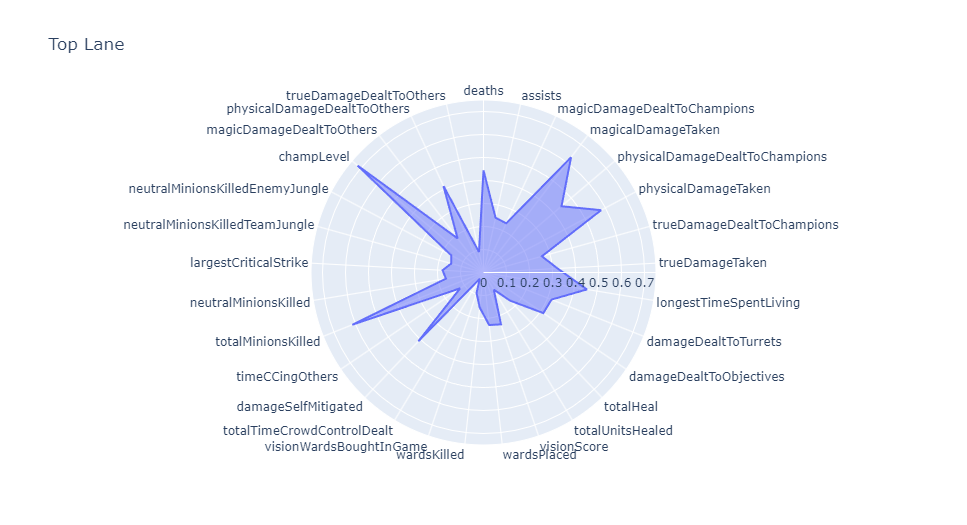 Top Lane
deaths
assists
magicDamageDealtToChampions
magicalDamageTaken
physicalDamageDealtToChampions
physicalDamageTaken
trueDamageDealtToChampions
trueDamageTaken
longestTimeSpentLiving
damageDealtToTurrets
damageDealtToObjectives
totalHeal
totalUnitsHealed
visionScore
wardsPlaced
wardsKilled
visionWardsBoughtInGame
totalTimeCrowdControlDealt
damageSelfMitigated
timeCCingOthers
totalMinionsKilled
neutralMinionsKilled
largestCriticalStrike
neutralMinionsKilledTeamJungle
neutralMinionsKilledEnemyJungle
champLevel
magicDamageDealtToOthers
physicalDamageDealtToOthers
trueDamageDealtToOthers
0 0.1 0.2 0.3 0.4 0.5 0.6 0.7